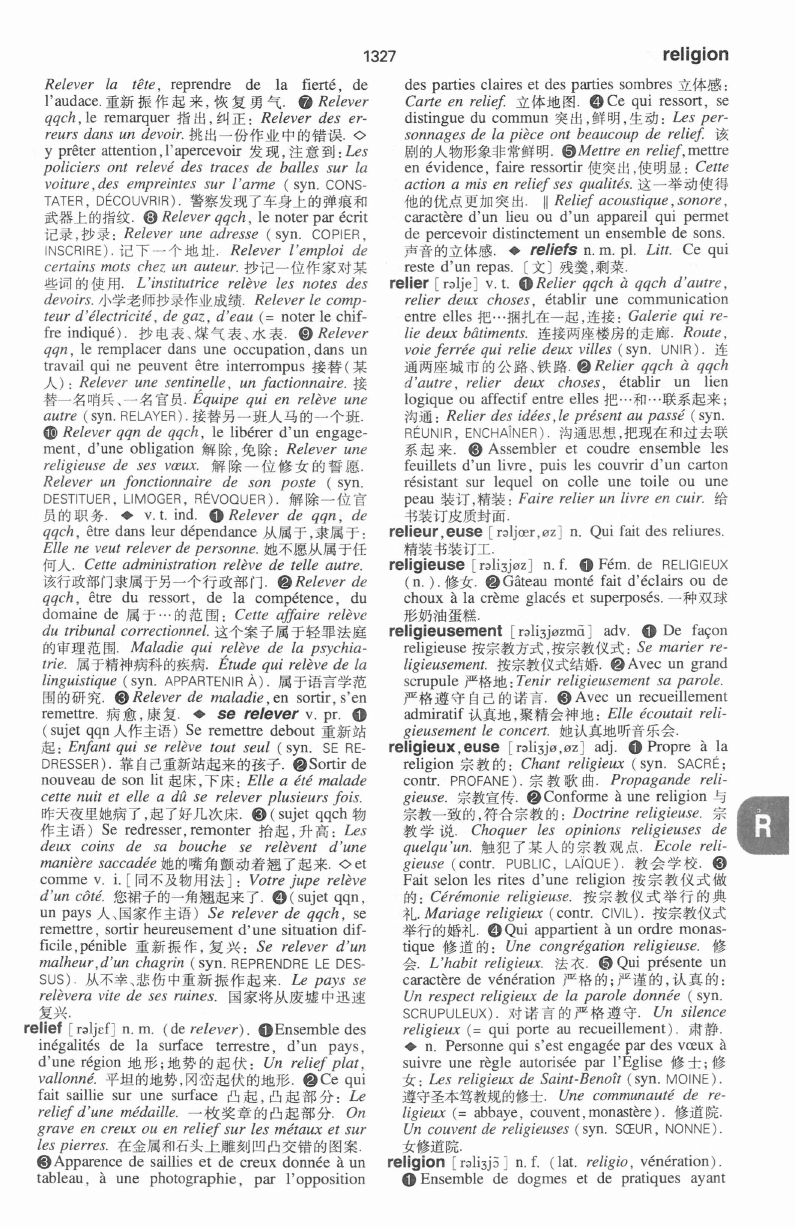 1327
religion
Relever la tête, reprendre de la fierté, de
l'audace. 重新振作起来,恢复勇气. ❼ Relever
qqch, le remarquer 指出,纠正: Relever des er-
reurs dans un devoir. 挑出一份作业中的错误. ◇
y prêter attention, l'apercevoir 发现,注意到: Les
policiers ont relevé des traces de balles sur la
voiture, des empreintes sur l'arme ( syn. CONS-
TATER, DÉCOUVRIR). 警察发现了车身上的弹痕和
武器上的指纹. ❽ Relever qqch, le noter par écrit
记录,抄录: Relever une adresse ( syn. COPIER,
INSCRIRE). 记下一个地址. Relever l'emploi de
certains mots chez un auteur. 抄记一位作家对某
些词的使用. L'institutrice relève les notes des
devoirs. 小学老师抄录作业成绩. Relever le comp-
teur d'électricité, de gaz, d'eau (= noter le chif-
fre indiqué). 抄电表、煤气表、水表. ❾ Relever
qqn, le remplacer dans une occupation, dans un
travail qui ne peuvent être interrompus 接替(某
人): Relever une sentinelle, un factionnaire. 接
替一名哨兵、一名官员. Équipe qui en relève une
autre (syn. RELAYER). 接替另一班人马的一个班.
❿ Relever qqn de qqch, le libérer d'un engage-
ment, d'une obligation 解除,免除: Relever une
religieuse de ses vœux. 解除一位修女的誓愿.
Relever un fonctionnaire de son poste ( syn.
DESTITUER, LIMOGER, RÉVOQUER). 解除一位官
员的职务. ◆ v. t. ind. ❶ Relever de qqn, de
qqch, être dans leur dépendance 从属于,隶属于:
Elle ne veut relever de personne. 她不愿从属于任
何人. Cette administration relève de telle autre.
该行政部门隶属于另一个行政部门. ❷ Relever de
qqch, être du ressort, de la compétence, du
domaine de 属于…的范围: Cette affaire relève
du tribunal correctionnel. 这个案子属于轻罪法庭
的审理范围. Maladie qui relève de la psychia-
trie. 属于精神病科的疾病. Étude qui relève de la
linguistique (syn. APPARTENIR À). 属于语言学范
围的研究. ❸ Relever de maladie, en sortir, s'en
remettre. 病愈,康复. ◆ se relever v. pr. ❶
(sujet qqn 人作主语) Se remettre debout 重新站
起: Enfant qui se relève tout seul ( syn. SE RE-
DRESSER). 靠自己重新站起来的孩子. ❷ Sortir de
nouveau de son lit 起床,下床: Elle a été malade
cette nuit et elle a dû se relever plusieurs fois.
昨天夜里她病了,起了好几次床. ❸ (sujet qqch 物
作主语) Se redresser, remonter 抬起,升高: Les
deux coins de sa bouche se relèvent d'une
manière saccadée 她的嘴角颤动着翘了起来. ◇ et
comme v. i. [同不及物用法]: Votre jupe relève
d'un côté. 您裙子的一角翘起来了. ❹ (sujet qqn,
un pays 人、国家作主语) Se relever de qqch, se
remettre, sortir heureusement d'une situation dif-
ficile, pénible 重新振作,复兴: Se relever d'un
malheur, d'un chagrin (syn. REPRENDRE LE DES-
SUS). 从不幸、悲伤中重新振作起来. Le pays se
relèvera vite de ses ruines. 国家将从废墟中迅速
复兴.
relief [rəljɛf] n. m. (de relever). ❶ Ensemble des
inégalités de la surface terrestre, d'un pays,
d'une région 地形;地势的起伏: Un relief plat,
vallonné. 平坦的地势,冈峦起伏的地形. ❷ Ce qui
fait saillie sur une surface 凸起,凸起部分: Le
relief d'une médaille. 一枚奖章的凸起部分. On
grave en creux ou en relief sur les métaux et sur
les pierres. 在金属和石头上雕刻凹凸交错的图案.
❸ Apparence de saillies et de creux donnée à un
tableau, à une photographie, par l'opposition
des parties claires et des parties sombres 立体感:
Carte en relief. 立体地图. ❹ Ce qui ressort, se
distingue du commun 突出,鲜明,生动: Les per-
sonnages de la pièce ont beaucoup de relief. 该
剧的人物形象非常鲜明. ❺ Mettre en relief, mettre
en évidence, faire ressortir 使突出,使明显: Cette
action a mis en relief ses qualités. 这一举动使得
他的优点更加突出. ‖ Relief acoustique, sonore,
caractère d'un lieu ou d'un appareil qui permet
de percevoir distinctement un ensemble de sons.
声音的立体感. ◆ reliefs n. m. pl. Litt. Ce qui
reste d'un repas. [文] 残羹,剩菜.
relier [rəlje] v. t. ❶ Relier qqch à qqch d'autre,
relier deux choses, établir une communication
entre elles 把…捆扎在一起,连接: Galerie qui re-
lie deux bâtiments. 连接两座楼房的走廊. Route,
voie ferrée qui relie deux villes (syn. UNIR). 连
通两座城市的公路、铁路. ❷ Relier qqch à qqch
d'autre, relier deux choses, établir un lien
logique ou affectif entre elles 把…和…联系起来;
沟通: Relier des idées, le présent au passé (syn.
RÉUNIR, ENCHAÎNER). 沟通思想,把现在和过去联
系起来. ❸ Assembler et coudre ensemble les
feuillets d'un livre, puis les couvrir d'un carton
résistant sur lequel on colle une toile ou une
peau 装订,精装: Faire relier un livre en cuir. 给
书装订皮质封面.
relieur, euse [rəljœr, øz] n. Qui fait des reliures.
精装书装订工.
religieuse [rəliʒjøz] n. f. ❶ Fém. de RELIGIEUX
(n.). 修女. ❷ Gâteau monté fait d'éclairs ou de
choux à la crème glacés et superposés. 一种双球
形奶油蛋糕.
religieusement [rəliʒjøzmã] adv. ❶ De façon
religieuse 按宗教方式,按宗教仪式: Se marier re-
ligieusement. 按宗教仪式结婚. ❷ Avec un grand
scrupule 严格地: Tenir religieusement sa parole.
严格遵守自己的诺言. ❸ Avec un recueillement
admiratif 认真地,聚精会神地: Elle écoutait reli-
gieusement le concert. 她认真地听音乐会.
religieux, euse [rəliʒjø, øz] adj. ❶ Propre à la
religion 宗教的: Chant religieux (syn. SACRÉ;
contr. PROFANE). 宗教歌曲. Propagande reli-
gieuse. 宗教宣传. ❷ Conforme à une religion 与
宗教一致的,符合宗教的: Doctrine religieuse. 宗
教学说. Choquer les opinions religieuses de
quelqu'un. 触犯了某人的宗教观点. Ecole reli-
gieuse (contr. PUBLIC, LAÏQUE). 教会学校. ❸
Fait selon les rites d'une religion 按宗教仪式做
的: Cérémonie religieuse. 按宗教仪式举行的典
礼. Mariage religieux (contr. CIVIL). 按宗教仪式
举行的婚礼. ❹ Qui appartient à un ordre monas-
tique 修道的: Une congrégation religieuse. 修
会. L'habit religieux. 法衣. ❺ Qui présente un
caractère de vénération 严格的;严谨的,认真的:
Un respect religieux de la parole donnée (syn.
SCRUPULEUX). 对诺言的严格遵守. Un silence
religieux (= qui porte au recueillement). 肃静.
◆ n. Personne qui s'est engagée par des vœux à
suivre une règle autorisée par l'Eglise 修士;修
女: Les religieux de Saint-Benoît (syn. MOINE).
遵守圣本笃教规的修士. Une communauté de re-
ligieux (= abbaye, couvent, monastère). 修道院.
Un couvent de religieuses (syn. SŒUR, NONNE).
女修道院.
religion [rəliʒjɔ̃] n. f. (lat. religio, vénération).
❶ Ensemble de dogmes et de pratiques ayant
R